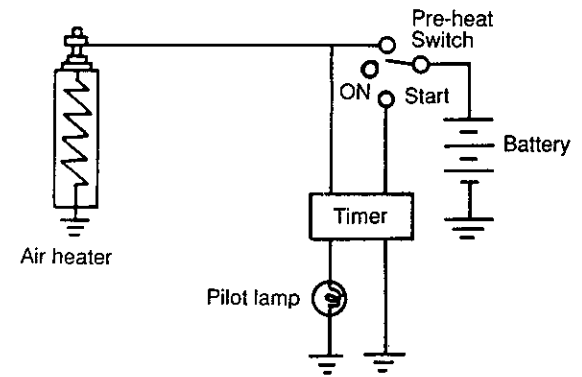 Pre-heat
Switch
ON
Start
Battery
Timer
Air heater
Pilot lamp